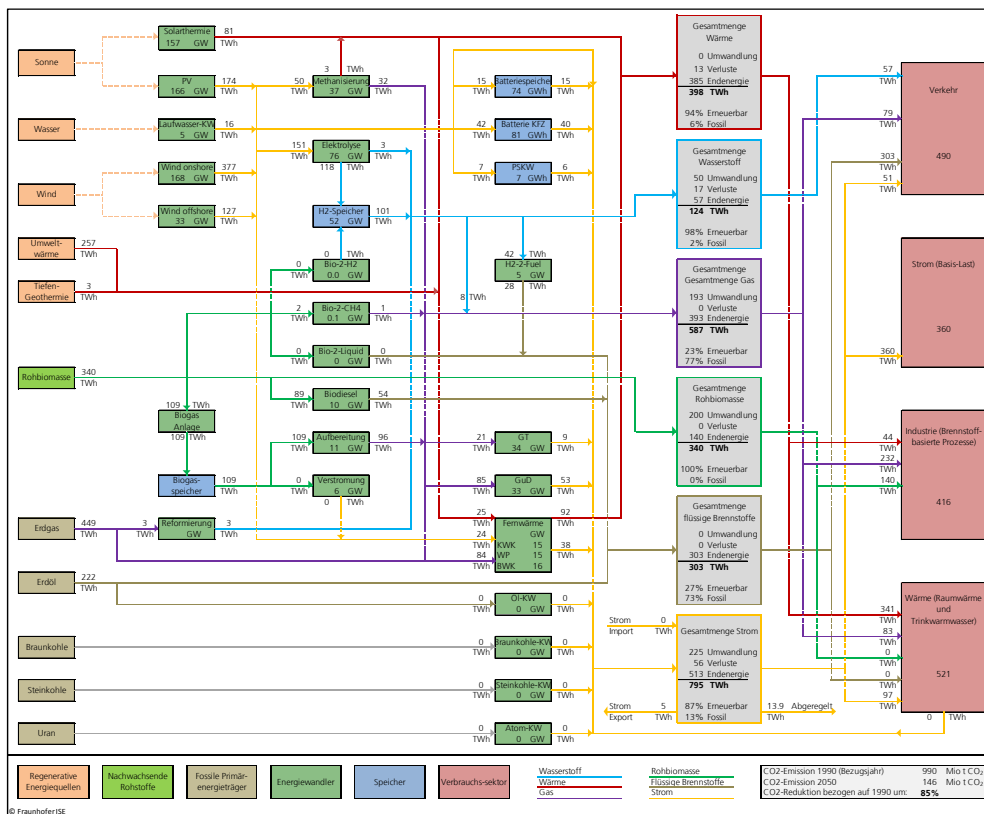 Sonne
Wasser
Wind
Umwelt-
wärme
257
TWh
Tiefen-
Geothermie
3
TWh
Rohbiomasse
340
TWh
Erdgas
449
TWh
Erdöl
222
TWh
Braunkohle
Steinkohle
Uran
Solarthermie
157 GW
81
TWh
PV
166 GW
174
TWh
Laufwasser-KW
5 GW
16
TWh
Wind onshore
168 GW
377
TWh
Wind offshore
33 GW
127
TWh
109 TWh
Biogas
Anlage
109 TWh
Biogas-
speicher
109
TWh
3
TWh
Reformierung
GW
3
TWh
3 TWh
50
TWh
Methanisierung
37 GW
32
TWh
151
TWh
Elektrolyse
76 GW
3
TWh
118 TWh
H2-Speicher
52 GW
101
TWh
0 TWh
0
TWh
Bio-2-H2
0.0 GW
2
TWh
Bio-2-CH4
0.1 GW
1
TWh
0
TWh
Bio-2-Liquid
0 GW
0
TWh
89
TWh
Biodiesel
10 GW
54
TWh
109
TWh
Aufbereitung
11 GW
96
TWh
0
TWh
Verstromung
6 GW
0 TWh
15
TWh
Batteriespeicher
74 GWh
15
TWh
42
TWh
Batterie KFZ
81 GWh
40
TWh
7
TWh
PSKW
7 GWh
6
TWh
42 TWh
H2-2-Fuel
5 GW
28 TWh
8 TWh
21
TWh
GT
34 GW
9
TWh
85
TWh
GuD
33 GW
53
TWh
25
TWh
24
TWh
84
TWh
Fernwärme
GW
KWK 15
WP 15
BWK 16
92
TWh
38
TWh
0
TWh
Öl-KW
0 GW
0
TWh
0
TWh
Braunkohle-KW
0 GW
0
TWh
0
TWh
Steinkohle-KW
0 GW
0
TWh
0
TWh
Atom-KW
0 GW
0
TWh
Gesamtmenge
Wärme
0 Umwandlung
13 Verluste
385 Endenergie
398 TWh
94% Erneuerbar
6% Fossil
Gesamtmenge
Wasserstoff
50 Umwandlung
17 Verluste
57 Endenergie
124 TWh
98% Erneuerbar
2% Fossil
Gesamtmenge
Gesamtmenge Gas
193 Umwandlung
0 Verluste
393 Endenergie
587 TWh
23% Erneuerbar
77% Fossil
Gesamtmenge
Rohbiomasse
200 Umwandlung
0 Verluste
140 Endenergie
340 TWh
100% Erneuerbar
0% Fossil
Gesamtmenge
flüssige Brennstoffe
0 Umwandlung
0 Verluste
303 Endenergie
303 TWh
27% Erneuerbar
73% Fossil
Strom
Import
0
TWh
Gesamtmenge Strom
225 Umwandlung
56 Verluste
513 Endenergie
795 TWh
87% Erneuerbar
13% Fossil
Strom
Export
5
TWh
13.9 Abgeregelt
TWh
57
TWh
79
TWh
303
TWh
51
TWh
Verkehr
490
360
TWh
Strom (Basis-Last)
360
44
TWh
232
TWh
140
TWh
Industrie (Brennstoff-
basierte Prozesse)
416
341
TWh
83
TWh
0
TWh
0
TWh
97
TWh
Wärme (Raumwärme
und
Trinkwarmwasser)
521
0 TWh
Regenerative
Energiequellen
Nachwachsende
Rohstoffe
Fossile Primär-
energieträger
Energiewandler
Speicher
Verbrauchs-sektor
Wasserstoff
Wärme
Gas
Rohbiomasse
Flüssige Brennstoffe
Strom
CO2-Emission 1990 (Bezugsjahr) 990 Mio t CO₂
CO2-Emission 2050 146 Mio t CO₂
CO2-Reduktion bezogen auf 1990 um: 85%
© Fraunhofer ISE